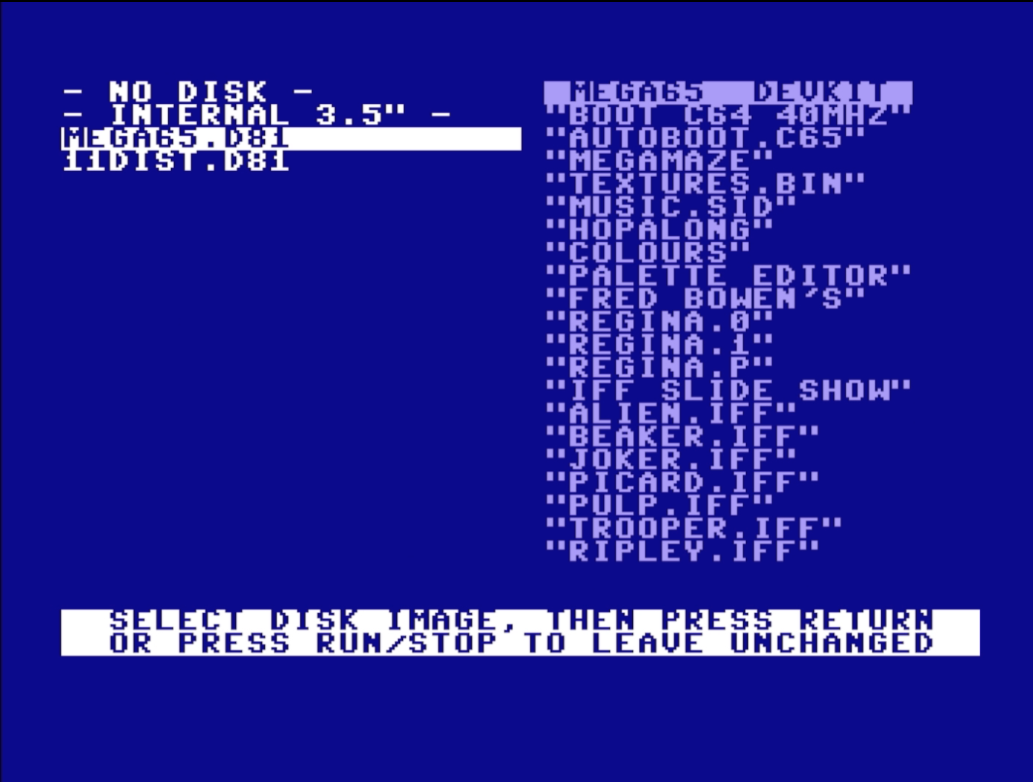 - NO DISK -
- INTERNAL 3.5" -
MEGA65.D81
11DIST.D81
MEGA65 DEVKIT
"BOOT C64 40MHZ"
"AUTOBOOT.C65"
"MEGAMAZE"
"TEXTURES.BIN"
"MUSIC.SID"
"HOPALONG"
"COLOURS"
"PALETTE EDITOR"
"FRED BOWEN'S"
"REGINA.0"
"REGINA.1"
"REGINA.P"
"IFF SLIDE SHOW"
"ALIEN.IFF"
"BEAKER.IFF"
"JOKER.IFF"
"PICARD.IFF"
"PULP.IFF"
"TROOPER.IFF"
"RIPLEY.IFF"
SELECT DISK IMAGE, THEN PRESS RETURN
OR PRESS RUN/STOP TO LEAVE UNCHANGED